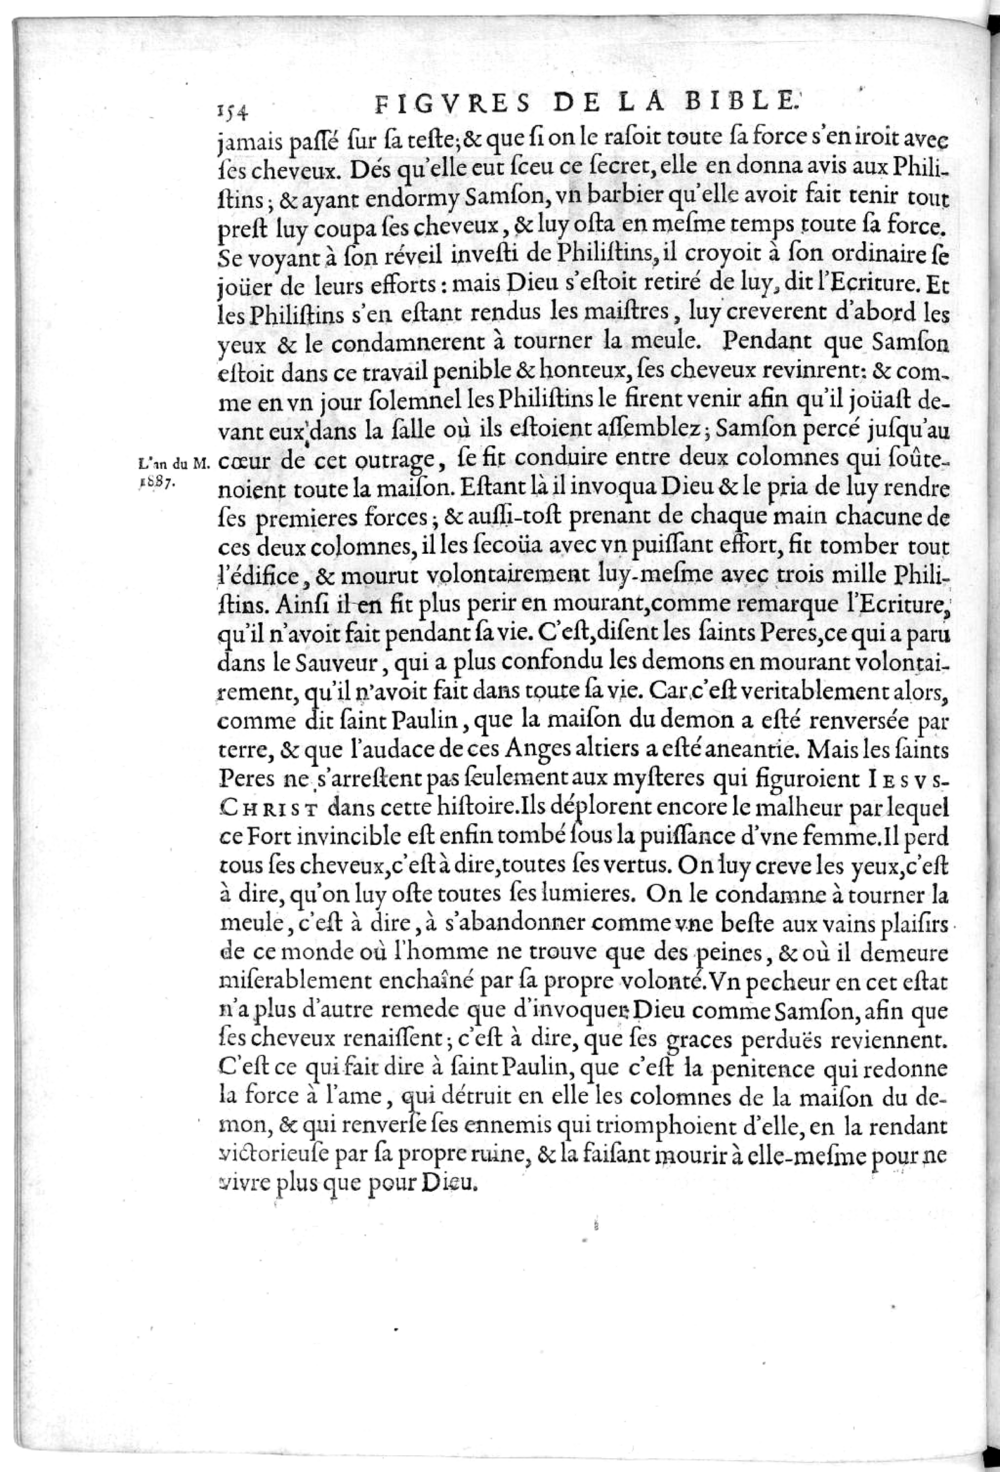 154 FIGVRES DE LA BIBLE.
jamais paſſé ſur ſa teſte; & que ſi on le raſoit toute ſa force s'en iroit avec
ſes cheveux. Dés qu'elle eut ſceu ce ſecret, elle en donna avis aux Phili-
ſtins; & ayant endormy Samſon, vn barbier qu'elle avoit fait tenir tout
preſt luy coupa ſes cheveux, & luy oſta en meſme temps toute ſa force.
Se voyant à ſon réveil inveſti de Philiſtins, il croyoit à ſon ordinaire ſe
joüer de leurs efforts: mais Dieu s'eſtoit retiré de luy, dit l'Ecriture. Et
les Philiſtins s'en eſtant rendus les maiſtres, luy creverent d'abord les
yeux & le condamnerent à tourner la meule. Pendant que Samſon
eſtoit dans ce travail penible & honteux, ſes cheveux revinrent: & com-
me en vn jour ſolemnel les Philiſtins le firent venir afin qu'il joüaſt de-
vant eux dans la ſalle où ils eſtoient aſſemblez; Samſon percé juſqu'au
L'an du M.
1887.
cœur de cet outrage, ſe fit conduire entre deux colomnes qui ſoûte-
noient toute la maiſon. Eſtant là il invoqua Dieu & le pria de luy rendre
ſes premieres forces; & auſſi-toſt prenant de chaque main chacune de
ces deux colomnes, il les ſecoüa avec vn puiſſant effort, fit tomber tout
l'édifice, & mourut volontairement luy-meſme avec trois mille Phili-
ſtins. Ainſi il en fit plus perir en mourant, comme remarque l'Ecriture,
qu'il n'avoit fait pendant ſa vie. C'eſt, diſent les ſaints Peres, ce qui a paru
dans le Sauveur, qui a plus confondu les demons en mourant volontai-
rement, qu'il n'avoit fait dans toute ſa vie. Car c'eſt veritablement alors,
comme dit ſaint Paulin, que la maiſon du demon a eſté renversée par
terre, & que l'audace de ces Anges altiers a eſté aneantie. Mais les ſaints
Peres ne s'arreſtent pas ſeulement aux myſteres qui figuroient IESVS-
CHRIST dans cette hiſtoire. Ils déplorent encore le malheur par lequel
ce Fort invincible eſt enfin tombé ſous la puiſſance d'vne femme. Il perd
tous ſes cheveux, c'eſt à dire, toutes ſes vertus. On luy creve les yeux, c'eſt
à dire, qu'on luy oſte toutes ſes lumieres. On le condamne à tourner la
meule, c'eſt à dire, à s'abandonner comme vne beſte aux vains plaiſirs
de ce monde où l'homme ne trouve que des peines, & où il demeure
miſerablement enchaîné par ſa propre volonté. Vn pecheur en cet eſtat
n'a plus d'autre remede que d'invoquer Dieu comme Samſon, afin que
ſes cheveux renaiſſent; c'eſt à dire, que ſes graces perduës reviennent.
C'eſt ce qui fait dire à ſaint Paulin, que c'eſt la penitence qui redonne
la force à l'ame, qui détruit en elle les colomnes de la maiſon du de-
mon, & qui renverſe ſes ennemis qui triomphoient d'elle, en la rendant
victorieuſe par ſa propre ruine, & la faiſant mourir à elle-meſme pour ne
vivre plus que pour Dieu.